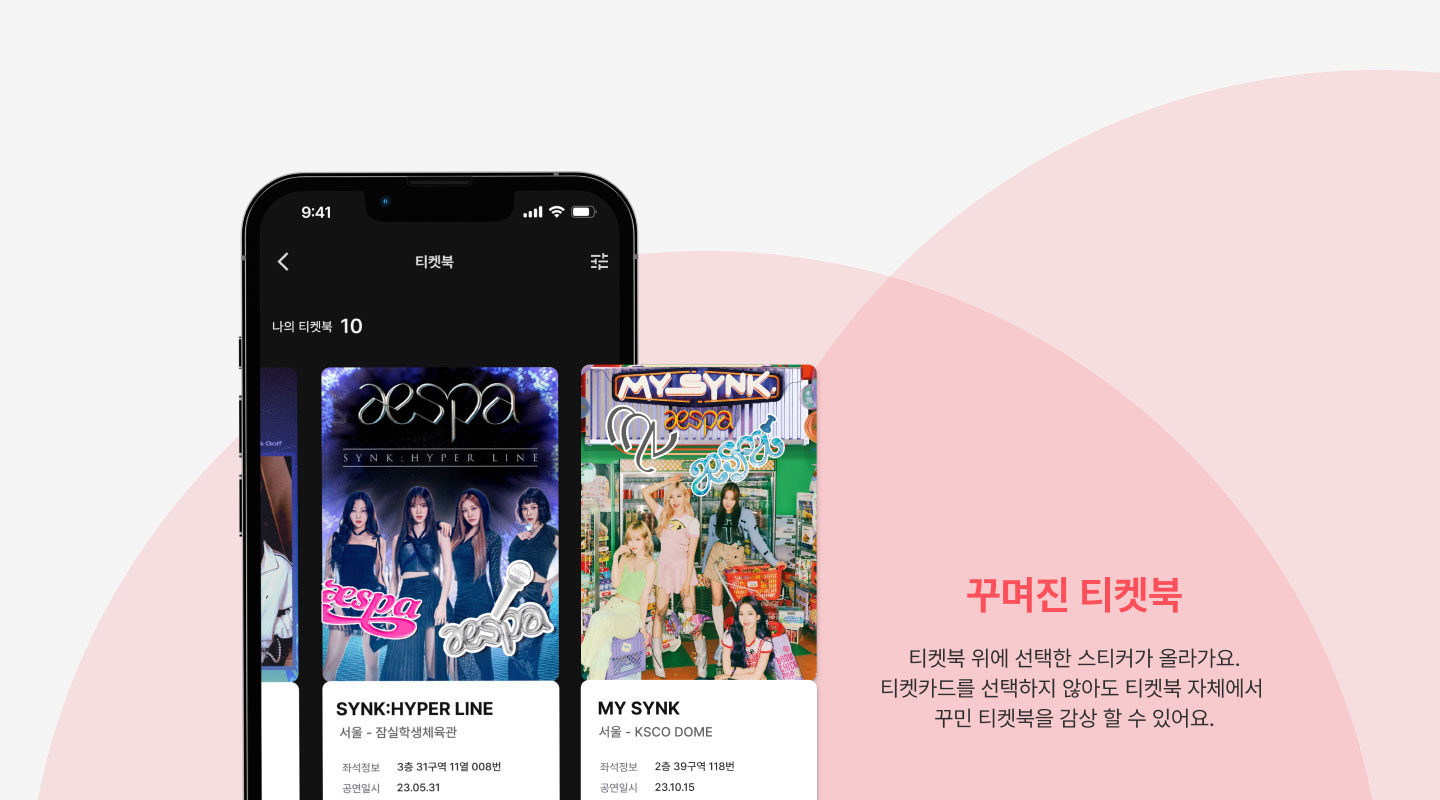 9:41
티켓북
나의 티켓북 10
& Golf
aespa
SYNK : HYPER LINE
aespa
aespa
MY SYNK.
aespa
aespa
SYNK:HYPER LINE
서울 - 잠실학생체육관
좌석정보 3층 31구역 11열 008번
공연일시 23.05.31
MY SYNK
서울 - KSCO DOME
좌석정보 2층 39구역 118번
공연일시 23.10.15
꾸며진 티켓북
티켓북 위에 선택한 스티커가 올라가요.
티켓카드를 선택하지 않아도 티켓북 자체에서
꾸민 티켓북을 감상 할 수 있어요.